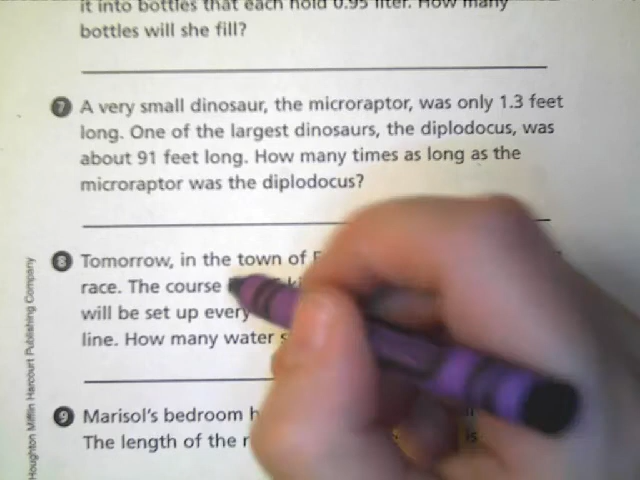 it into bottles that each hold 0.95 liter. How many
bottles will she fill?
7 A very small dinosaur, the microraptor, was only 1.3 feet
long. One of the largest dinosaurs, the diplodocus, was
about 91 feet long. How many times as long as the
microraptor was the diplodocus?
8 Tomorrow, in the town of
race. The course
will be set up every
line. How many water
9 Marisol's bedroom
The length of the
Houghton Mifflin Harcourt Publishing Company